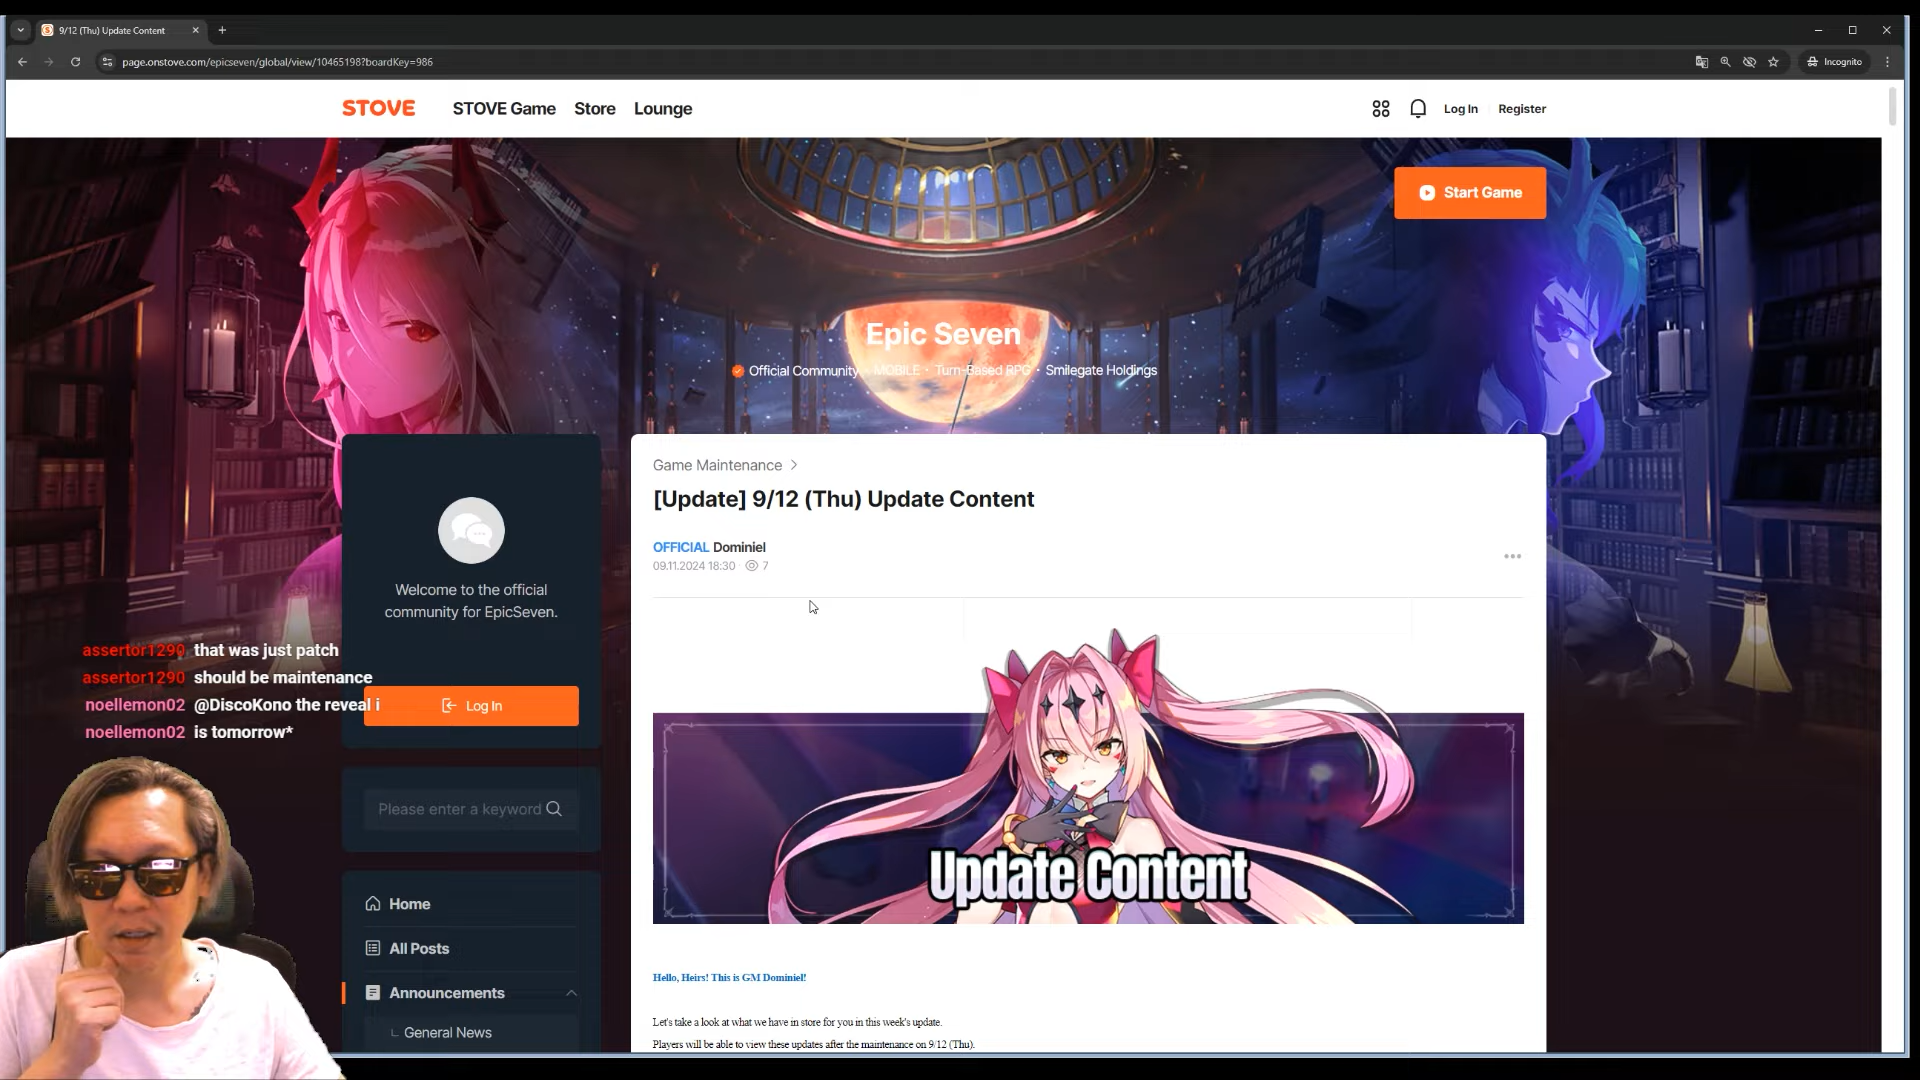 9/12 (Thu) Update Content
page.onstove.com/epicseven/global/view/10465198?boardKey=986
Incognito
STOVE
STOVE Game
Store
Lounge
Log In
Register
Start Game
Epic Seven
Official Community · MOBILE · Turn-Based RPG · Smilegate Holdings
Welcome to the official
community for EpicSeven.
Log In
Please enter a keyword
Home
All Posts
Announcements
General News
Game Maintenance
[Update] 9/12 (Thu) Update Content
OFFICIAL Dominiel
09.11.2024 18:30 · 7
Update Content
Hello, Heirs! This is GM Dominiel!
Let's take a look at what we have in store for you in this week's update.
Players will be able to view these updates after the maintenance on 9/12 (Thu).
assertor1290 that was just patch
assertor1290 should be maintenance
noellemon02 @DiscoKono the reveal i
noellemon02 is tomorrow*